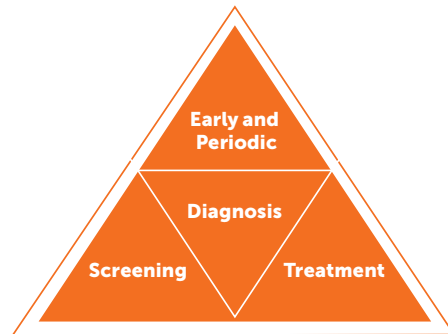 Early and
Periodic
Diagnosis
Screening
Treatment